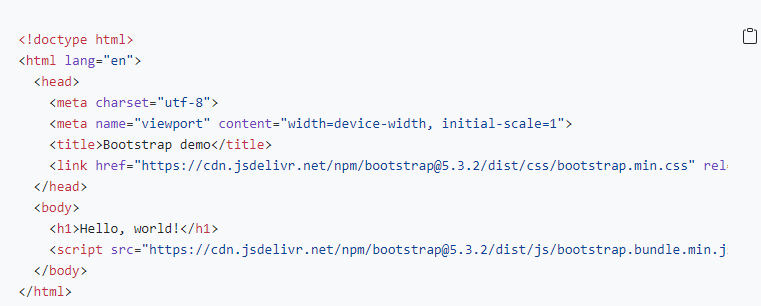 <!doctype html>
<html lang="en">
  <head>
    <meta charset="utf-8">
    <meta name="viewport" content="width=device-width, initial-scale=1">
    <title>Bootstrap demo</title>
    <link href="https://cdn.jsdelivr.net/npm/bootstrap@5.3.2/dist/css/bootstrap.min.css" rel=
  </head>
  <body>
    <h1>Hello, world!</h1>
    <script src="https://cdn.jsdelivr.net/npm/bootstrap@5.3.2/dist/js/bootstrap.bundle.min.js
  </body>
</html>